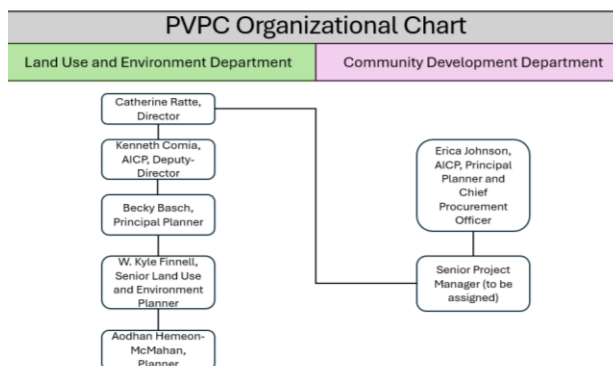 PVPC Organizational Chart
Land Use and Environment Department
Community Development Department
Catherine Ratte,
Director
Kenneth Comia,
AICP, Deputy-
Director
Becky Basch,
Principal Planner
W. Kyle Finnell,
Senior Land Use
and Environment
Planner
Aodhan Hemeon-
McMahan,
Planner
Erica Johnson,
AICP, Principal
Planner and
Chief
Procurement
Officer
Senior Project
Manager (to be
assigned)